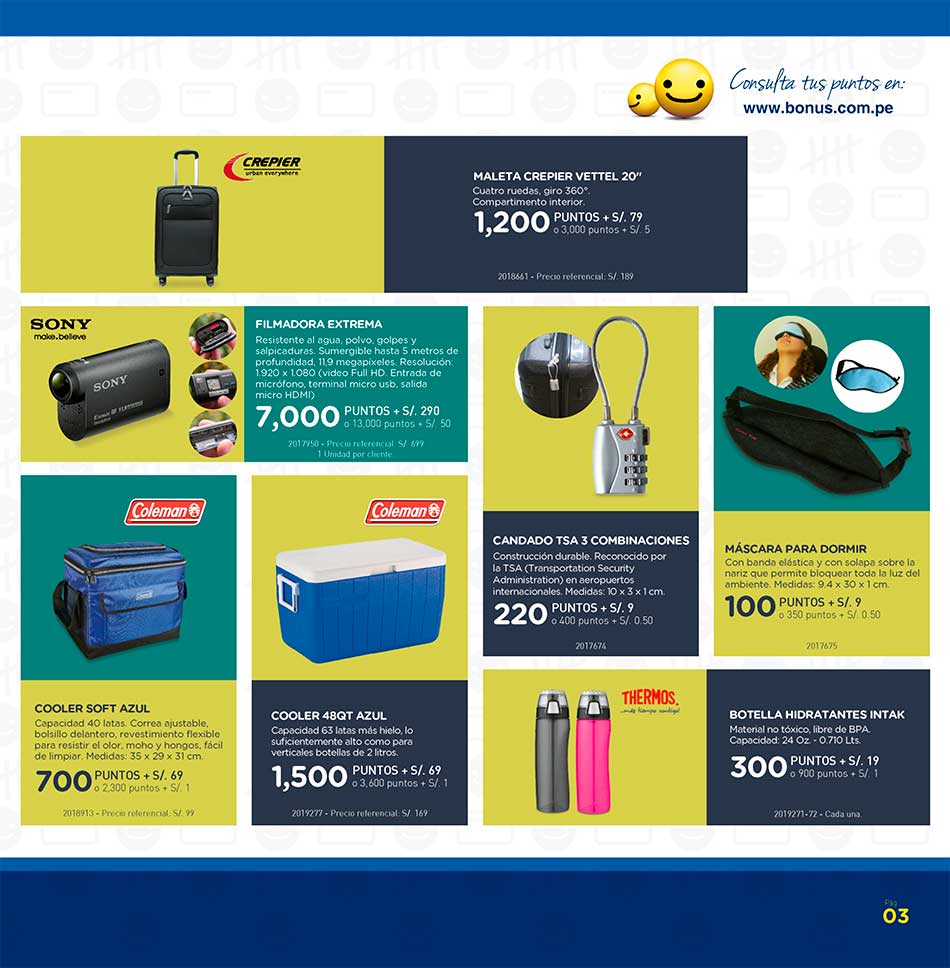 Consulta tus puntos en:
www.bonus.com.pe
CREPIER
urban everywhere
MALETA CREPIER VETTEL 20"
Cuatro ruedas, giro 360°.
Compartimento interior.
1,200 PUNTOS + S/. 79
o 3,000 puntos + S/. 5
2018661 - Precio referencial: S/. 189
SONY
make.believe
SONY
FILMADORA EXTREMA
Resistente al agua, polvo, golpes y
salpicaduras. Sumergible hasta 5 metros de
profundidad. 11.9 megapíxeles. Resolución:
1.920 x 1.080 (video Full HD. Entrada de
micrófono, terminal micro usb, salida
micro HDMI)
7,000 PUNTOS + S/. 290
o 13,000 puntos + S/. 50
2017950 - Precio referencial: S/. 699
1 Unidad por cliente.
CANDADO TSA 3 COMBINACIONES
Construcción durable. Reconocido por
la TSA (Transportation Security
Administration) en aeropuertos
internacionales. Medidas: 10 x 3 x 1 cm.
220 PUNTOS + S/. 9
o 400 puntos + S/. 0.50
2017674
MÁSCARA PARA DORMIR
Con banda elástica y con solapa sobre la
nariz que permite bloquear toda la luz del
ambiente. Medidas: 9.4 x 30 x 1 cm.
100 PUNTOS + S/. 9
o 350 puntos + S/. 0.50
2017675
Coleman
Coleman
COOLER SOFT AZUL
Capacidad 40 latas. Correa ajustable,
bolsillo delantero, revestimiento flexible
para resistir el olor, moho y hongos, fácil
de limpiar. Medidas: 35 x 29 x 31 cm.
700 PUNTOS + S/. 69
o 2,300 puntos + S/. 1
2018913 - Precio referencial: S/. 99
Coleman
COOLER 48QT AZUL
Capacidad 63 latas más hielo, lo
suficientemente alto como para
verticales botellas de 2 litros.
1,500 PUNTOS + S/. 69
o 3,600 puntos + S/. 1
2019277 - Precio referencial: S/. 169
THERMOS.
...más tiempo contigo!
BOTELLA HIDRATANTES INTAK
Material no tóxico, libre de BPA.
Capacidad: 24 Oz. - 0.710 Lts.
300 PUNTOS + S/. 19
o 900 puntos + S/. 1
2019271-72 - Cada una.
Pág.
03